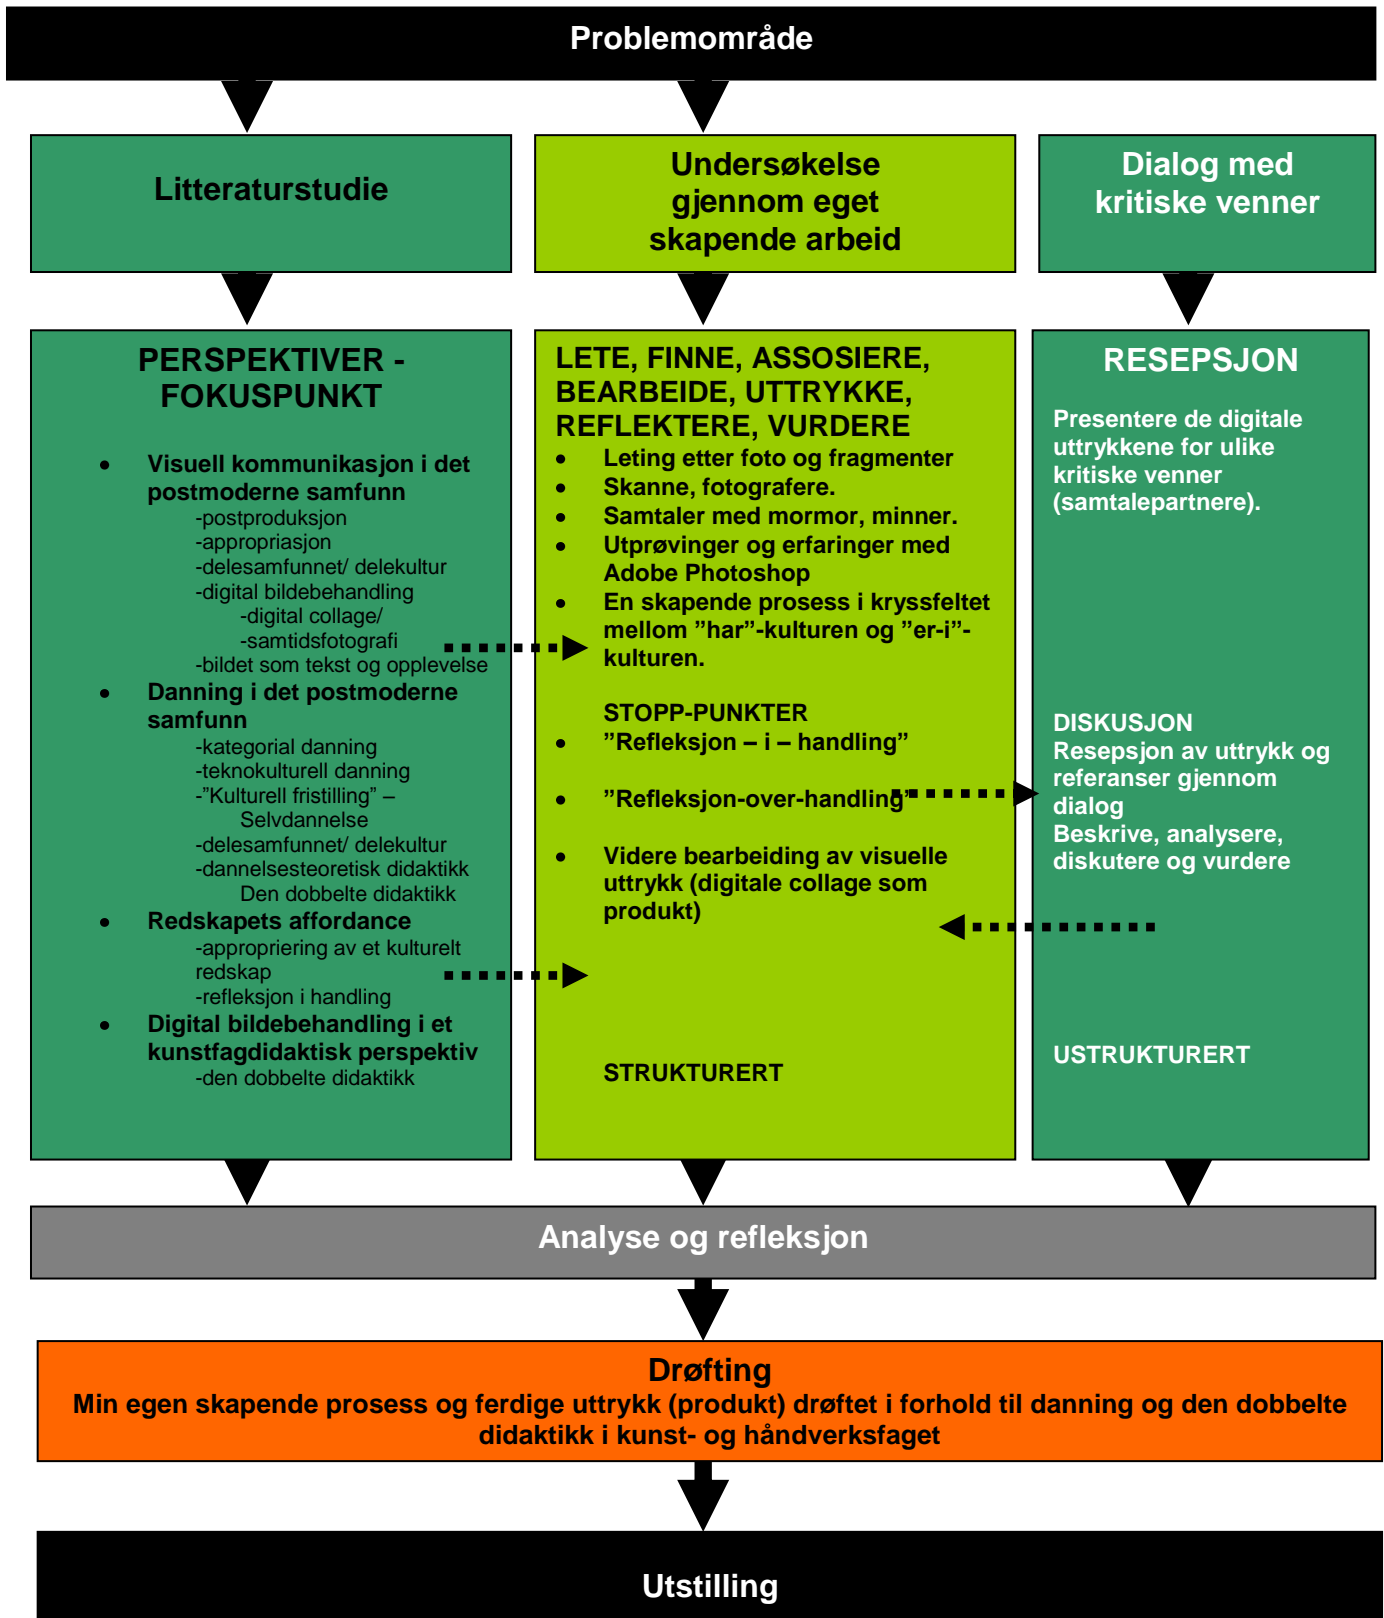 Problemområde
Litteraturstudie
Undersøkelse
gjennom eget
skapende arbeid
Dialog med
kritiske venner
PERSPEKTIVER -
FOKUSPUNKT
• Visuell kommunikasjon i det
postmoderne samfunn
-postproduksjon
-appropriasjon
-delesamfunnet/ delekultur
-digital bildebehandling
-digital collage/
-samtidsfotografi
-bildet som tekst og opplevelse
• Danning i det postmoderne
samfunn
-kategorial danning
-teknokulturell danning
-”Kulturell fristilling” –
Selvdannelse
-delesamfunnet/ delekultur
-dannelsesteoretisk didaktikk
Den dobbelte didaktikk
• Redskapets affordance
-appropriering av et kulturelt
redskap
-refleksjon i handling
• Digital bildebehandling i et
kunstfagdidaktisk perspektiv
-den dobbelte didaktikk
LETE, FINNE, ASSOSIERE,
BEARBEIDE, UTTRYKKE,
REFLEKTERE, VURDERE
• Leting etter foto og fragmenter
• Skanne, fotografere.
• Samtaler med mormor, minner.
• Utprøvinger og erfaringer med
Adobe Photoshop
• En skapende prosess i kryssfeltet
mellom ”har”-kulturen og ”er-i”-
kulturen.
STOPP-PUNKTER
• ”Refleksjon – i – handling”
• ”Refleksjon-over-handling”
• Videre bearbeiding av visuelle
uttrykk (digitale collage som
produkt)
STRUKTURERT
RESEPSJON
Presentere de digitale
uttrykkene for ulike
kritiske venner
(samtalepartnere).
DISKUSJON
Resepsjon av uttrykk og
referanser gjennom
dialog
Beskrive, analysere,
diskutere og vurdere
USTRUKTURERT
Analyse og refleksjon
Drøfting
Min egen skapende prosess og ferdige uttrykk (produkt) drøftet i forhold til danning og den dobbelte
didaktikk i kunst- og håndverksfaget
Utstilling